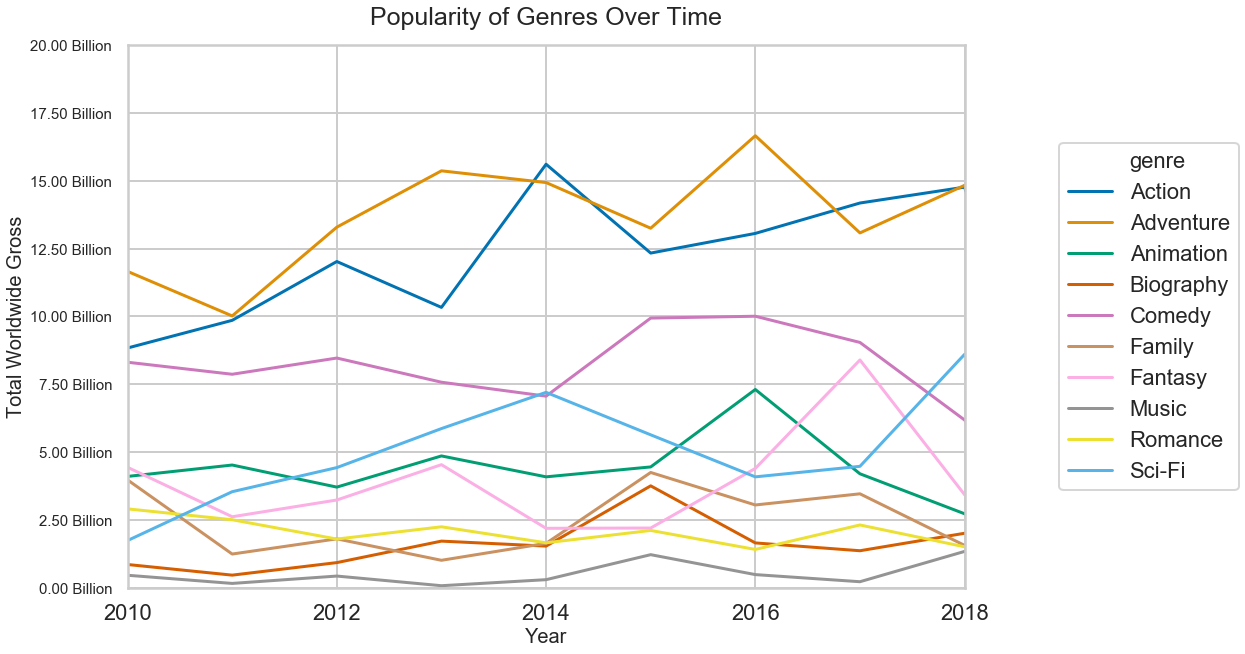 Popularity of Genres Over Time
20.00 Billion
17.50 Billion
15.00 Billion
12.50 Billion
10.00 Billion
7.50 Billion
5.00 Billion
2.50 Billion
0.00 Billion
Total Worldwide Gross
2010 2012 2014 2016 2018
Year
genre
Action
Adventure
Animation
Biography
Comedy
Family
Fantasy
Music
Romance
Sci-Fi